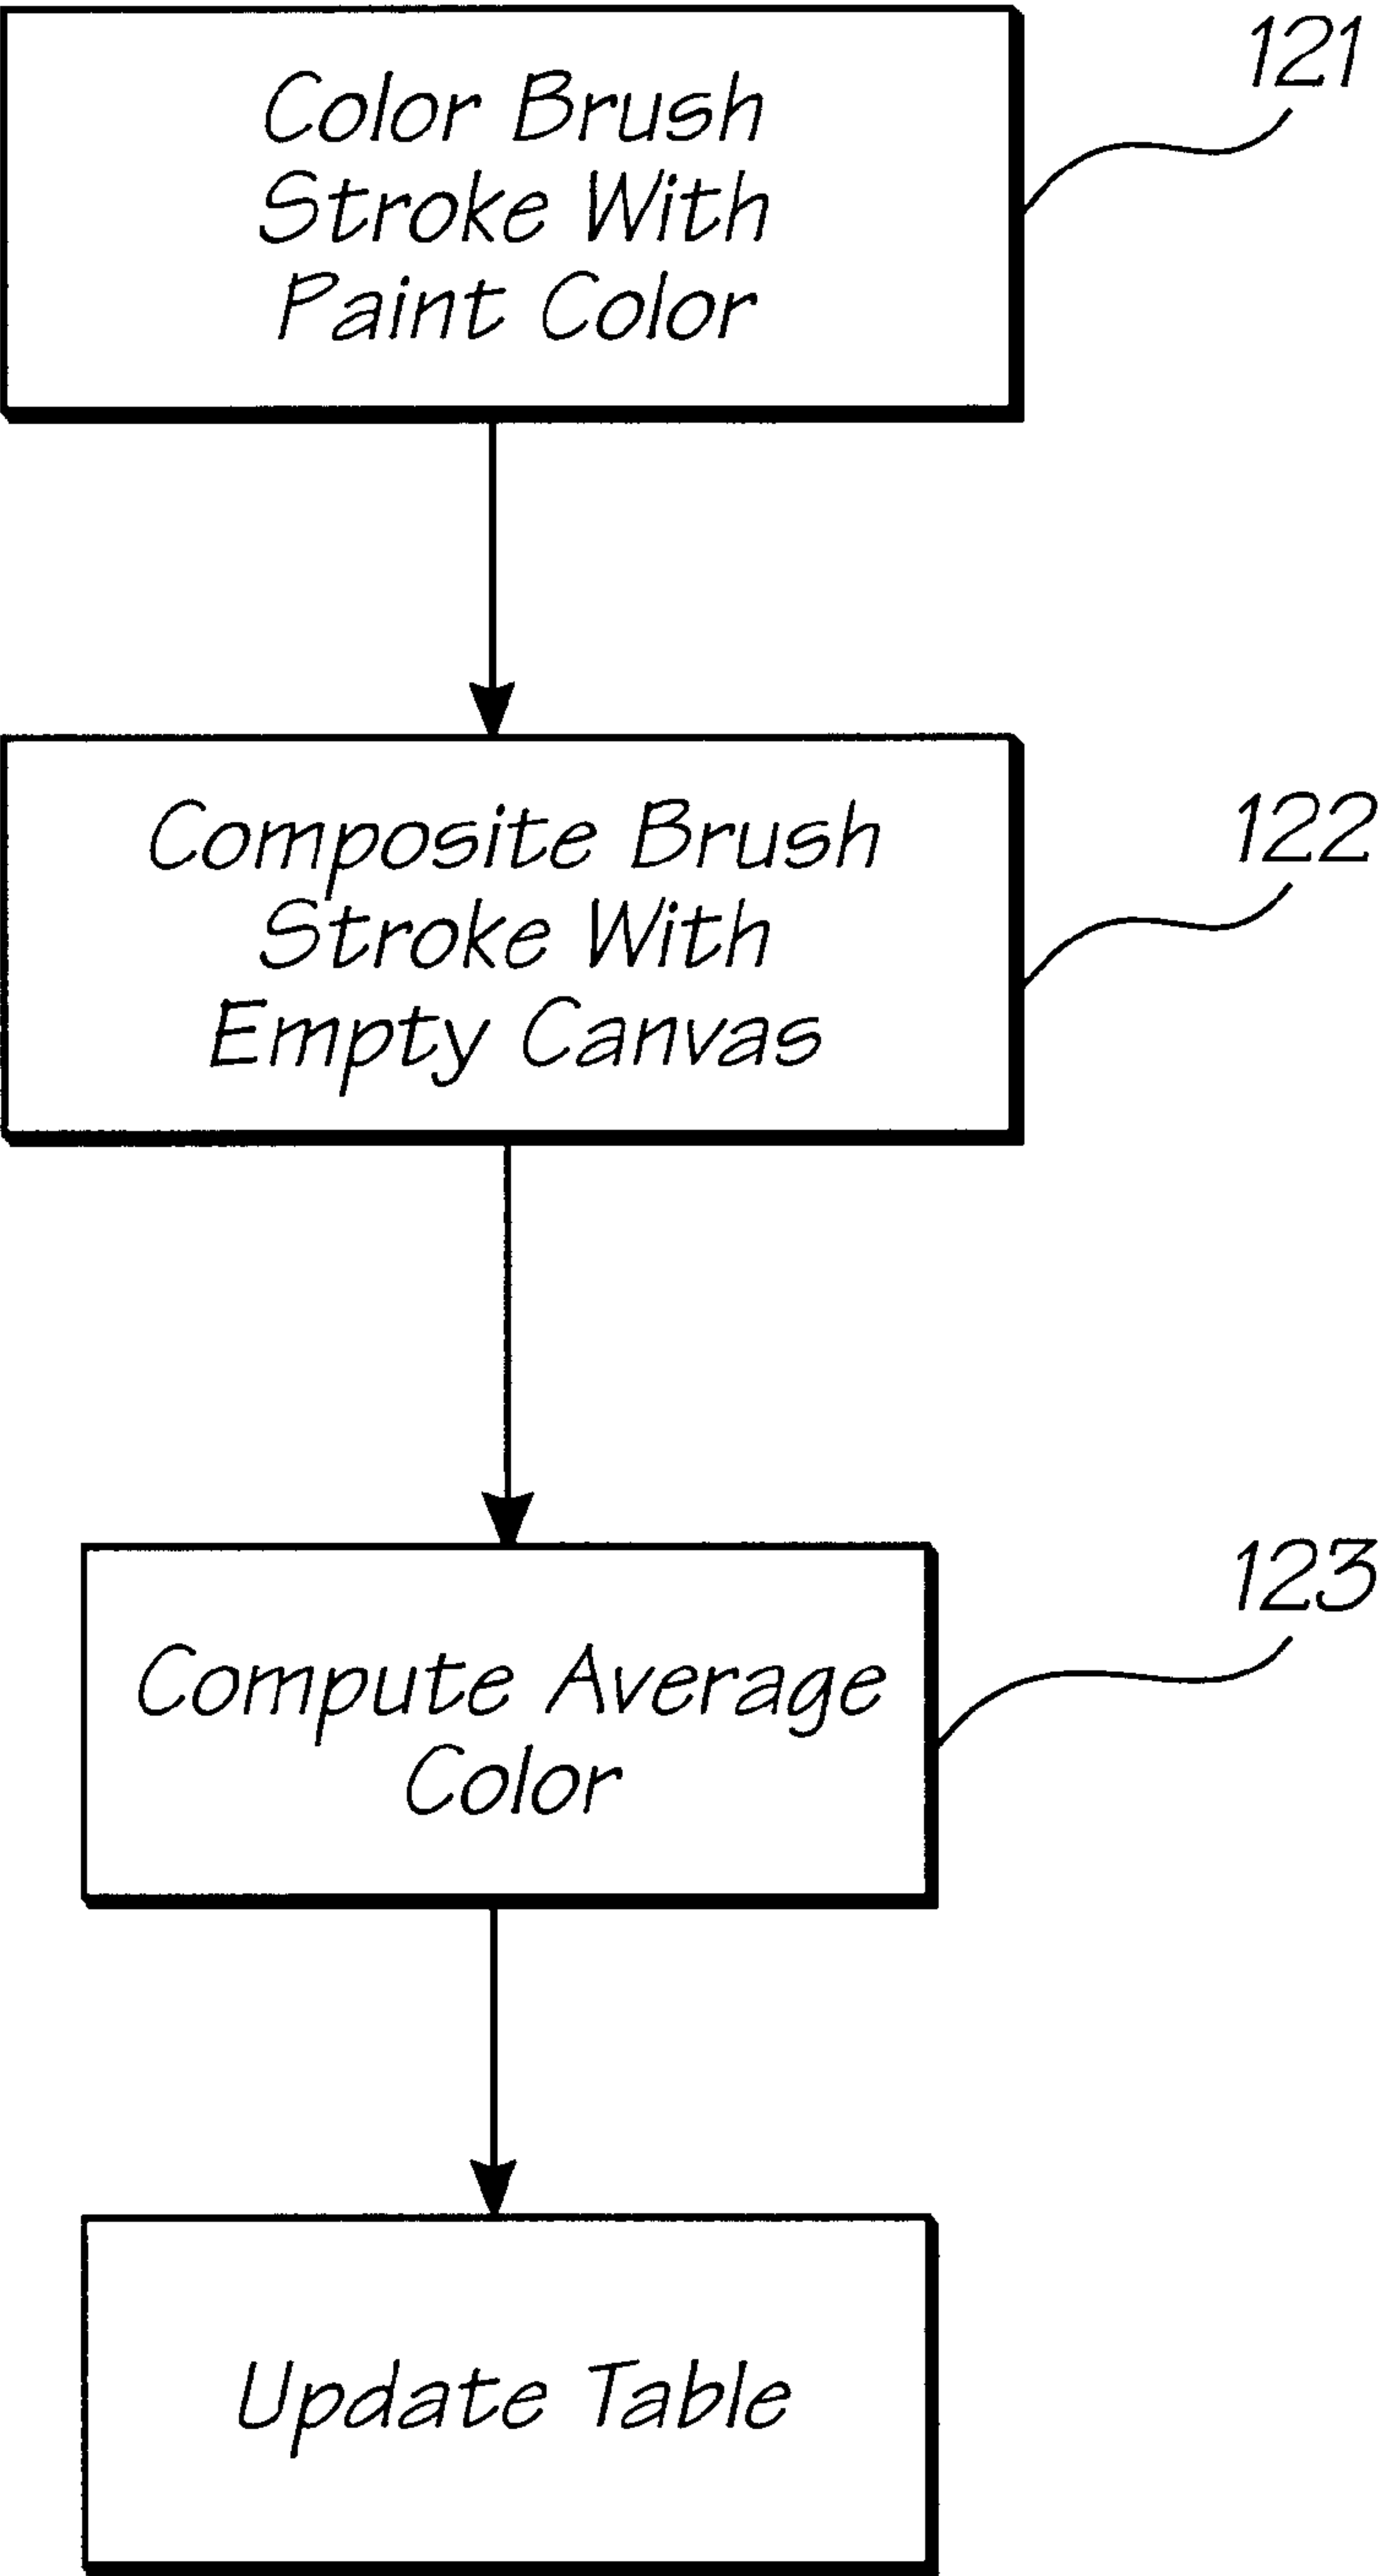 Color Brush
Stroke With
Paint Color
121
Composite Brush
Stroke With
Empty Canvas
122
Compute Average
Color
123
Update Table